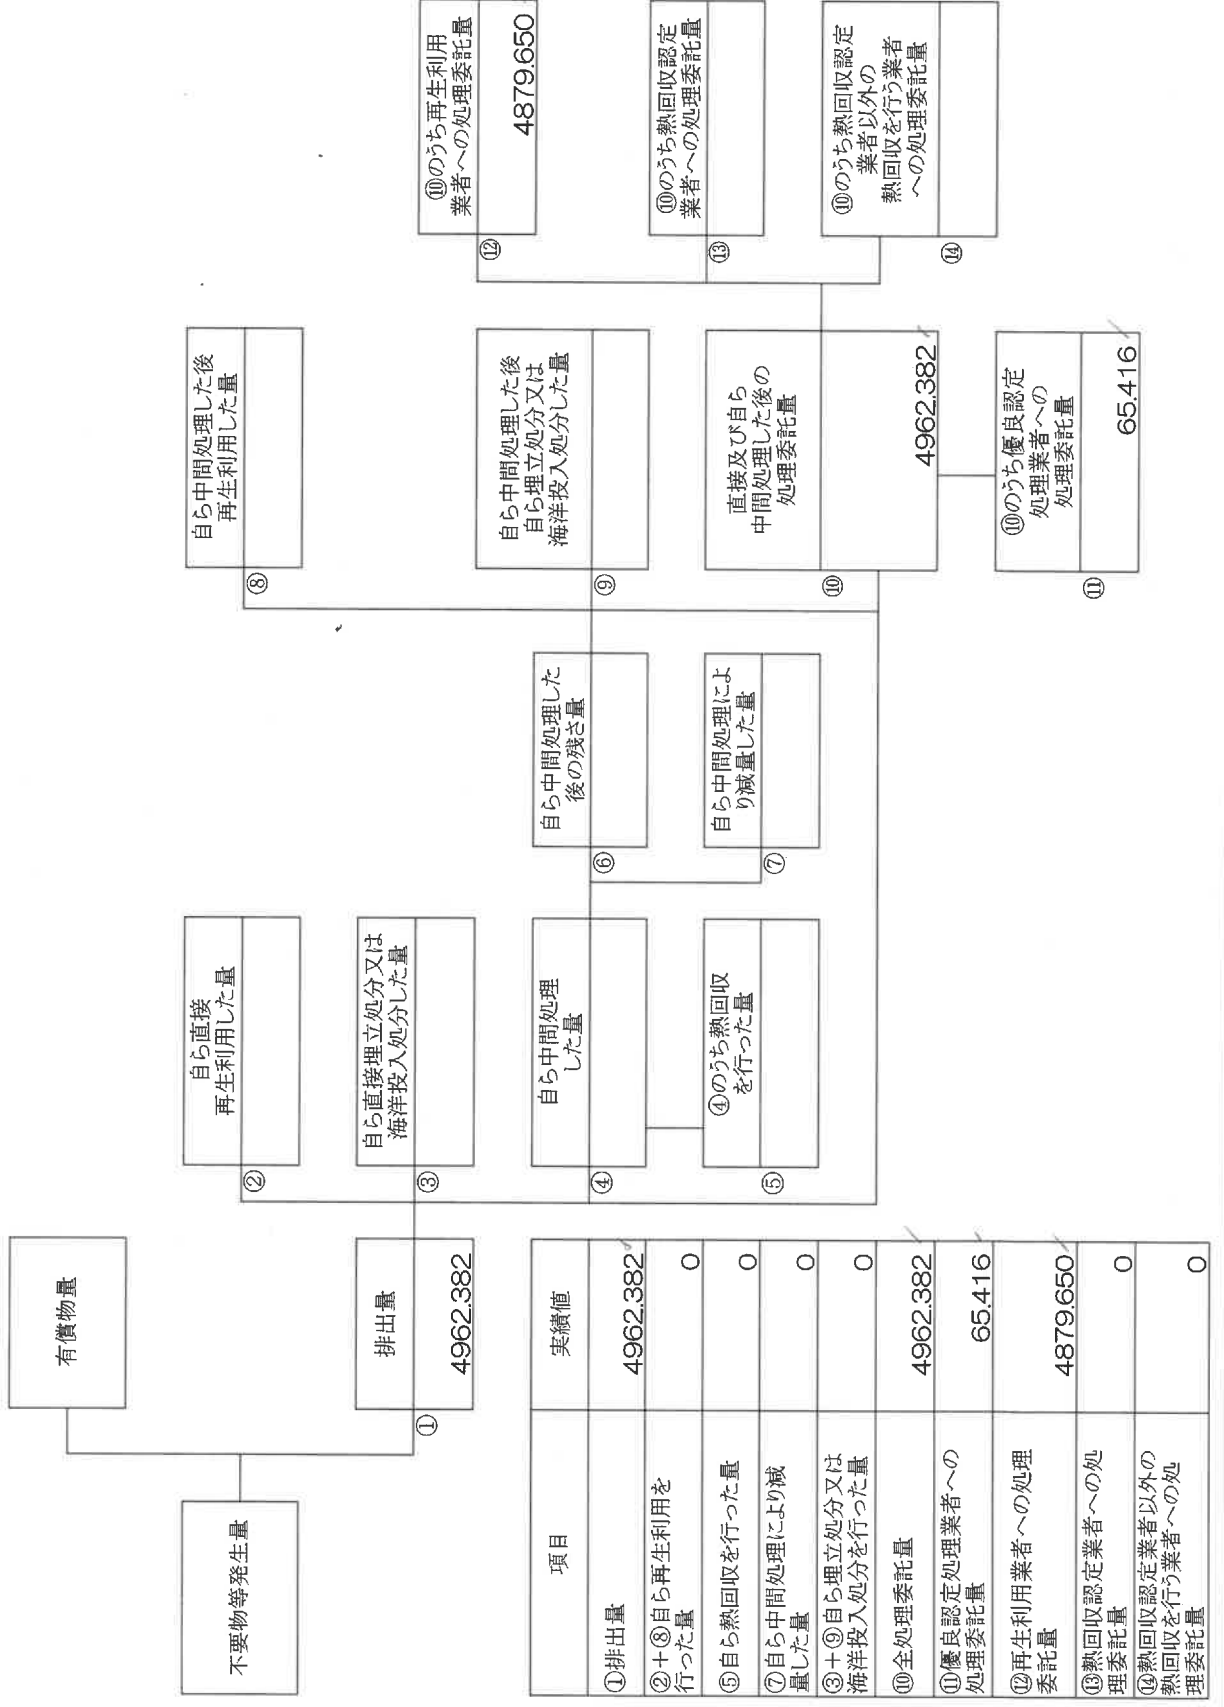 不要物等発生量
有償物量
排出量
①
4962.382
自ら直接
再生利用した量
②
自ら直接埋立処分又は
海洋投入処分した量
③
自ら中間処理
した量
④
④のうち熱回収
を行った量
⑤
自ら中間処理した
後の残さ量
⑥
自ら中間処理によ
り減量した量
⑦
自ら中間処理した後
再生利用した量
⑧
自ら中間処理した後
自ら埋立処分又は
海洋投入処分した量
⑨
直接及び自ら
中間処理した後の
処理委託量
⑩
4962.382
⑩のうち優良認定
処理業者への
処理委託量
⑪
65.416
⑩のうち再生利用
業者への処理委託量
⑫
4879.650
⑩のうち熱回収認定
業者への処理委託量
⑬
⑩のうち熱回収認定
業者以外の
熱回収を行う業者
への処理委託量
⑭
項目 実績値
①排出量 4962.382
②+⑧自ら再生利用を
行った量 0
⑤自ら熱回収を行った量 0
⑦自ら中間処理により減
量した量 0
③+⑨自ら埋立処分又は
海洋投入処分を行った量 0
⑩全処理委託量 4962.382
⑪優良認定処理業者への
処理委託量 65.416
⑫再生利用業者への処理
委託量 4879.650
⑬熱回収認定業者への処
理委託量 0
⑭熱回収認定業者以外の
熱回収を行う業者への処
理委託量 0